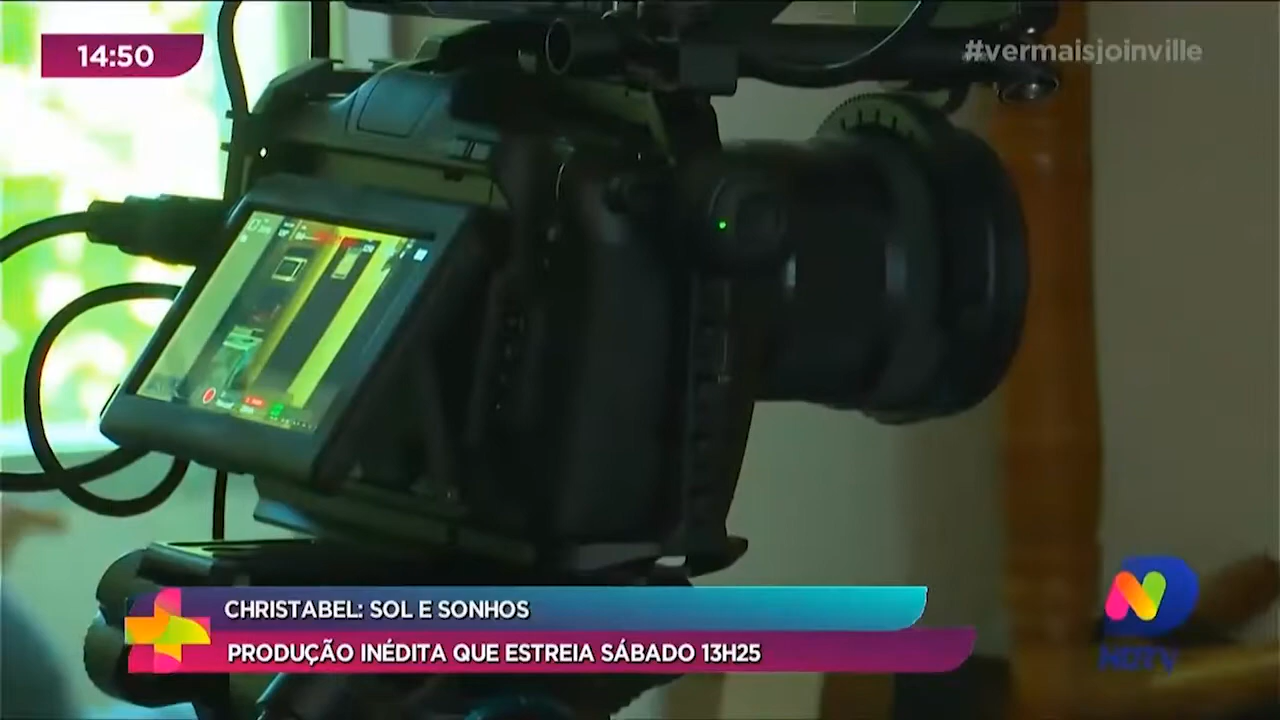 14:50
#vermaisjoinville
CHRISTABEL: SOL E SONHOS
PRODUÇÃO INÉDITA QUE ESTREIA SÁBADO 13H25
NDTV